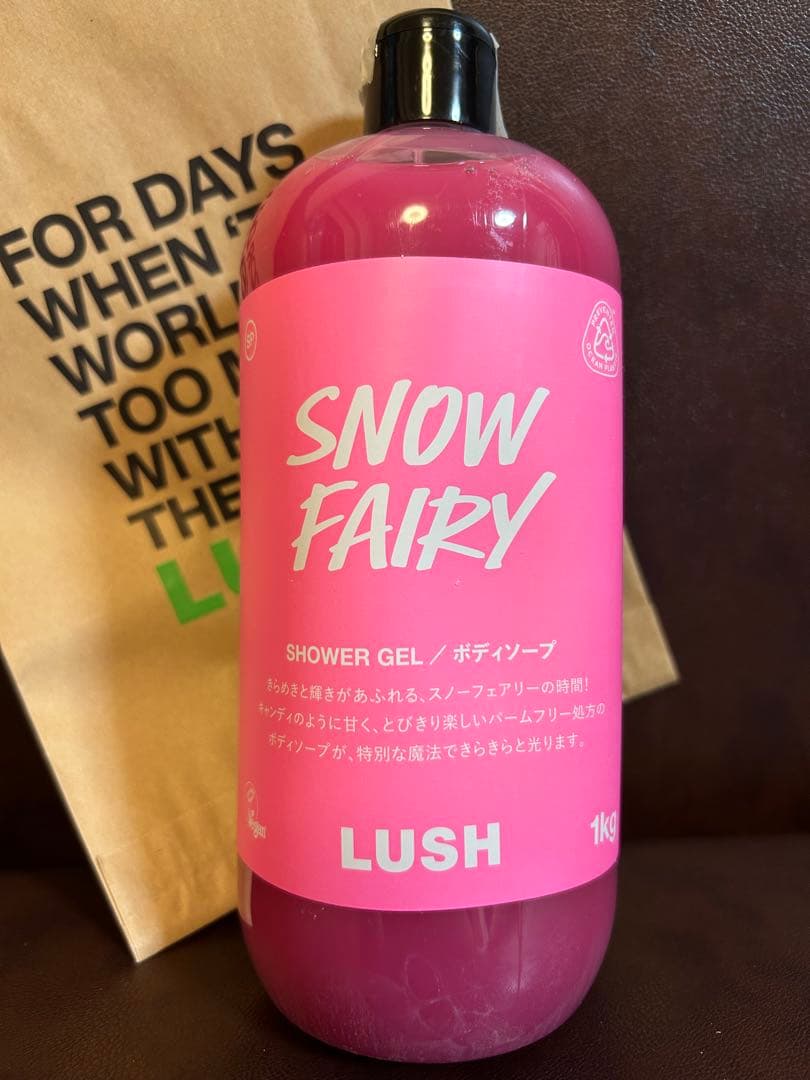 FOR DAYS
WHEN
WORL
TOO
WITH
THE
LU
SP
SNOW
FAIRY
SHOWER GEL / ボディソープ
きらめきと輝きがあふれる、スノーフェアリーの時間！
キャンディのように甘く、とびきり楽しいパームフリー処方の
ボディソープが、特別な魔法できらきらと光ります。
Vegan
LUSH
1kg